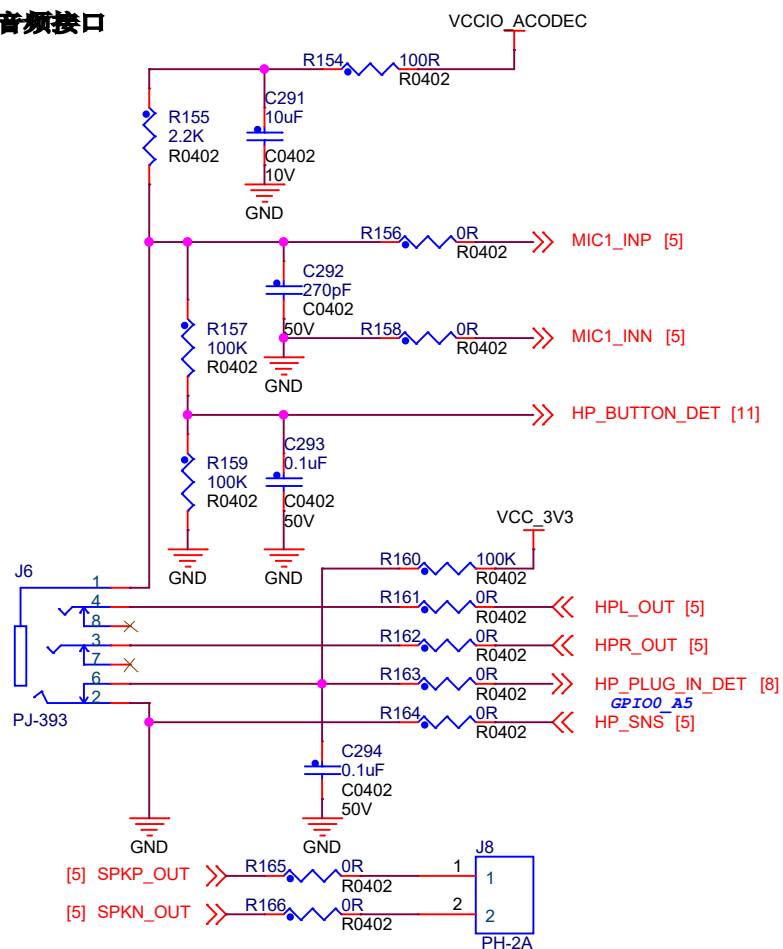 音频接口
VCCIO_ACODEC
R154 100R
R0402
C291
10uF
C0402
10V
GND
R155
2.2K
R0402
R156 0R
R0402
MIC1_INP [5]
C292
270pF
C0402
50V
GND
R158 0R
R0402
MIC1_INN [5]
R157
100K
R0402
HP_BUTTON_DET [11]
R159
100K
R0402
GND
C293
0.1uF
C0402
50V
GND
VCC_3V3
R160 100K
R0402
J6
1
4
8
3
7
6
2
PJ-393
R161 0R
R0402
HPL_OUT [5]
R162 0R
R0402
HPR_OUT [5]
R163 0R
R0402
HP_PLUG_IN_DET [8]
GPIO0_A5
R164 0R
R0402
HP_SNS [5]
C294
0.1uF
C0402
50V
GND
GND
[5] SPKP_OUT
R165 0R
R0402
[5] SPKN_OUT
R166 0R
R0402
J8
1 1
2 2
PH-2A